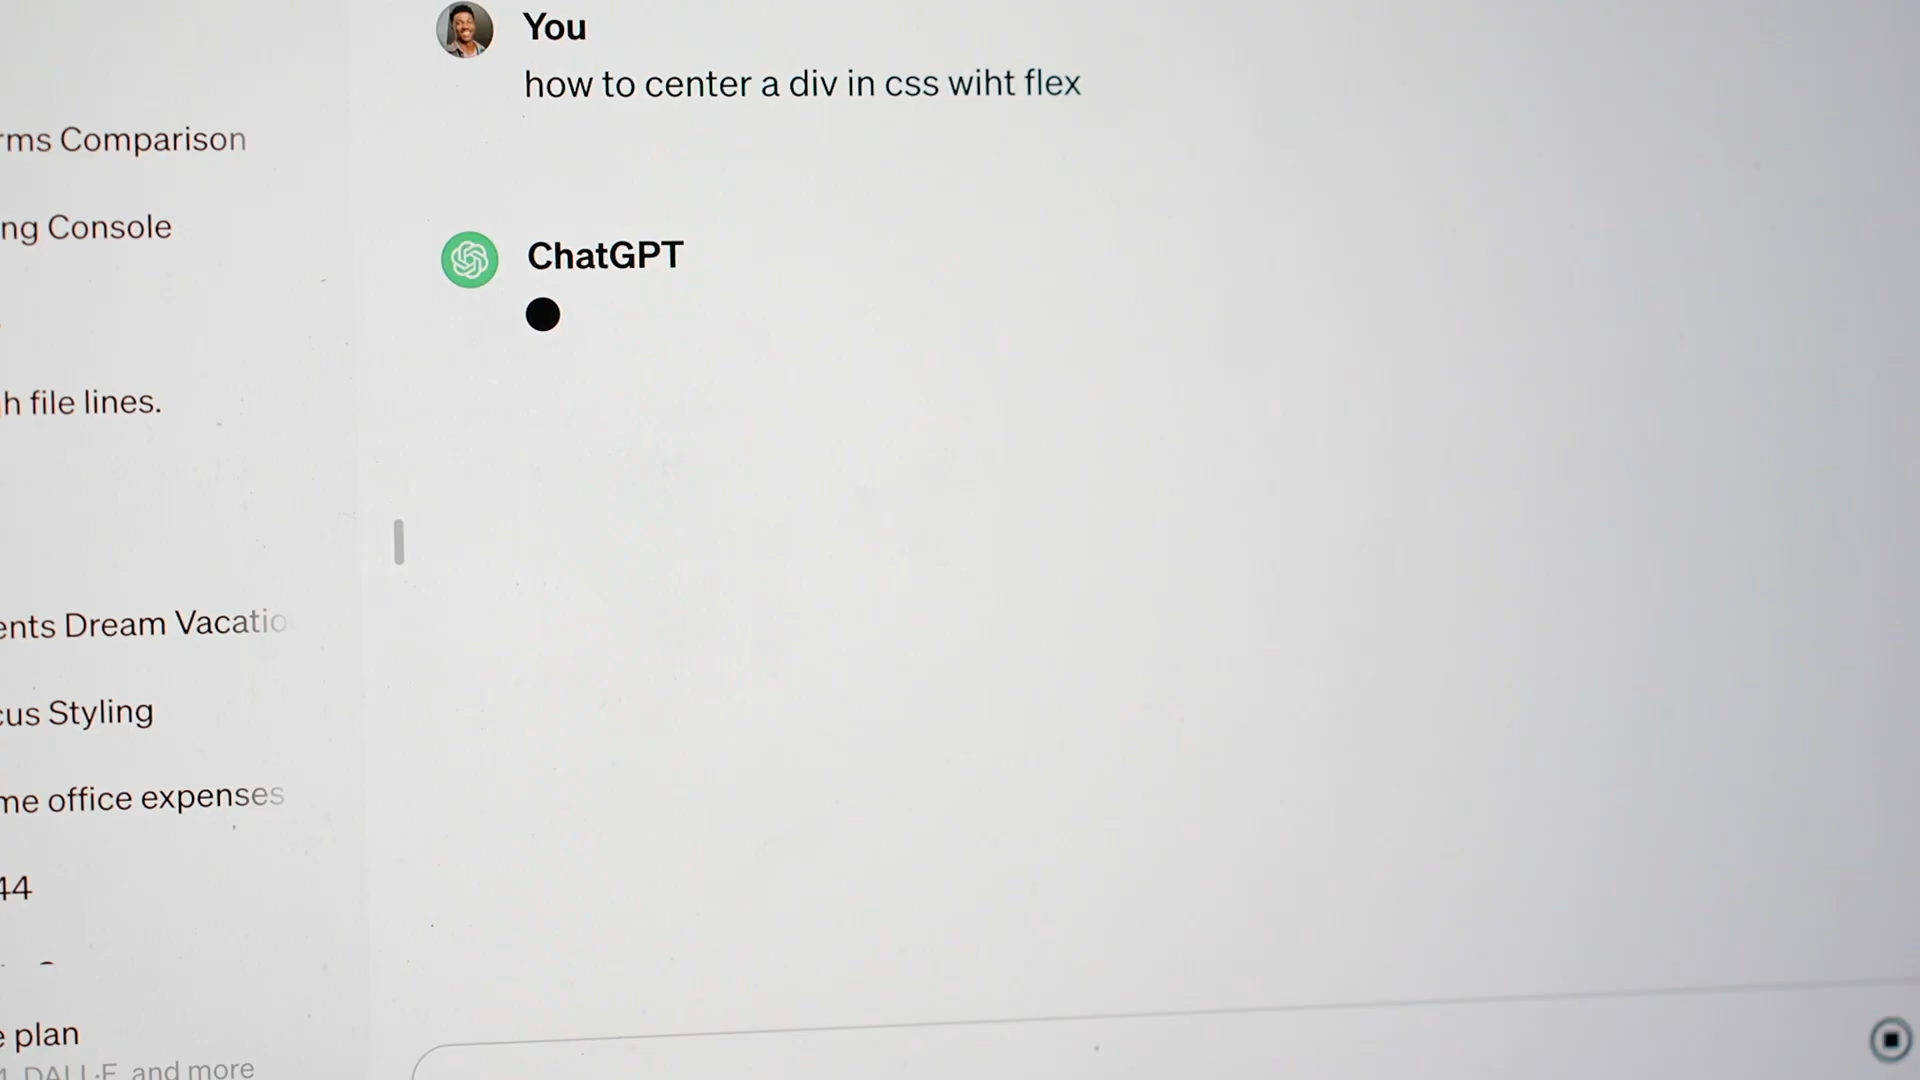 You
how to center a div in css wiht flex
ChatGPT
rms Comparison
ng Console
h file lines.
ents Dream Vacatio
cus Styling
me office expenses
44
plan
DALL·E, and more